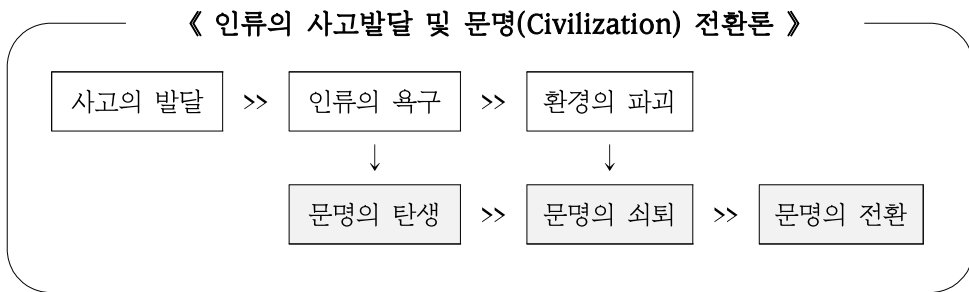 《 인류의 사고발달 및 문명(Civilization) 전환론 》
사고의 발달 >> 인류의 욕구 >> 환경의 파괴
↓ ↓
문명의 탄생 >> 문명의 쇠퇴 >> 문명의 전환